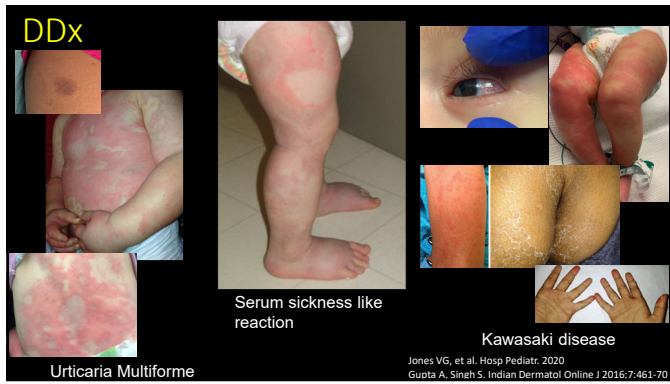 DDx
Serum sickness like
reaction
Kawasaki disease
Urticaria Multiforme
Jones VG, et al. Hosp Pediatr. 2020
Gupta A, Singh S. Indian Dermatol Online J 2016;7:461-70